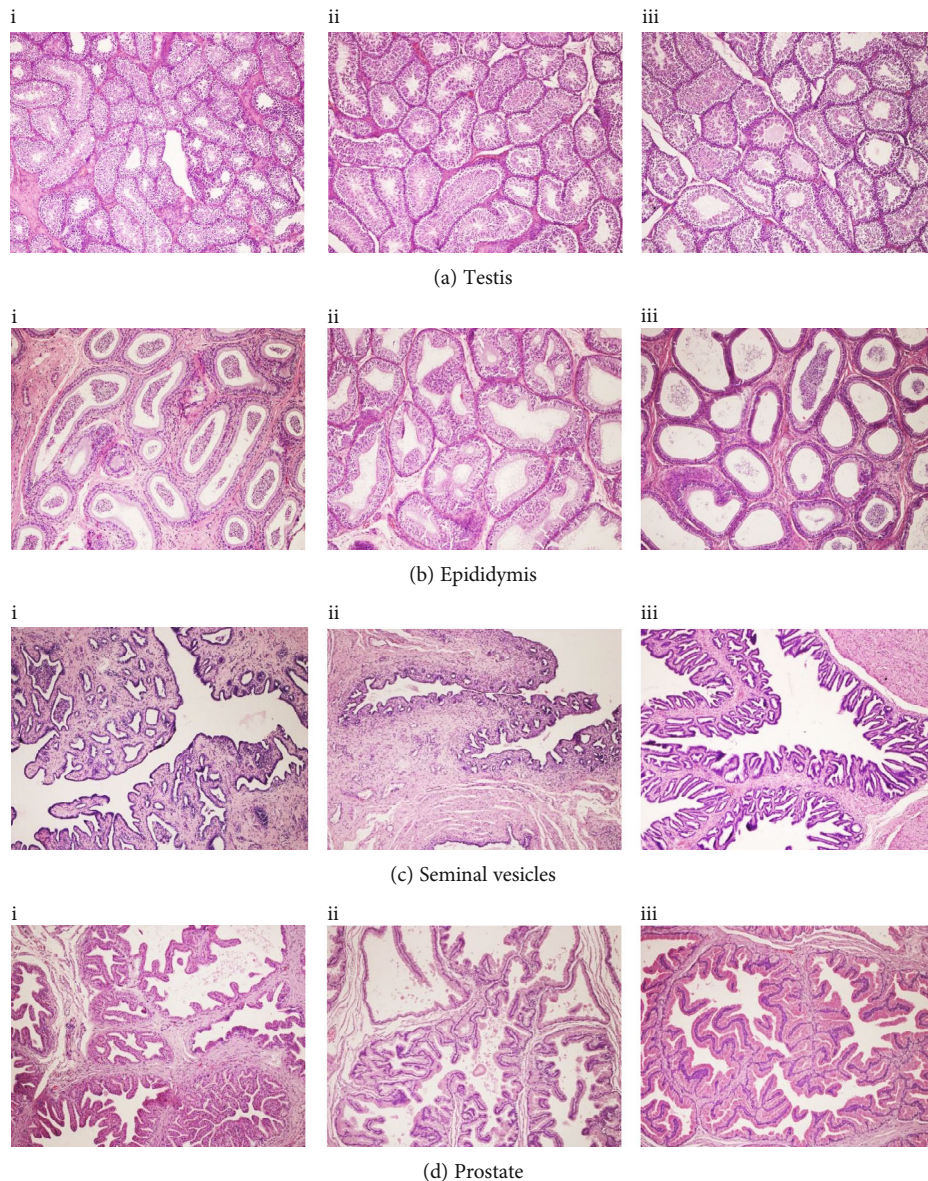 i ii iii
(a) Testis
i ii iii
(b) Epididymis
i ii iii
(c) Seminal vesicles
i ii iii
(d) Prostate